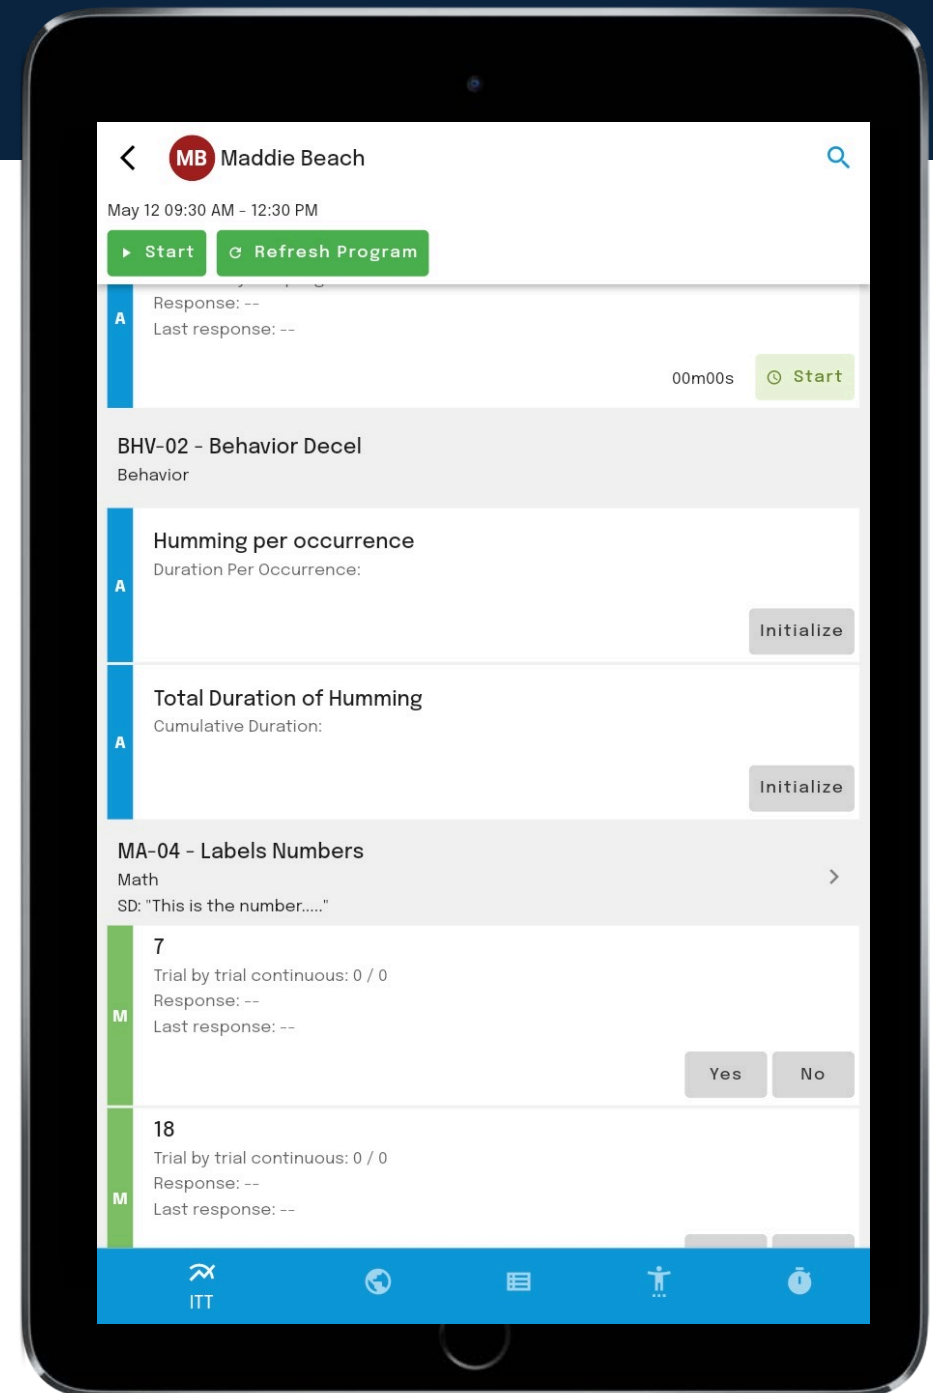 MB Maddie Beach
May 12 09:30 AM - 12:30 PM
Start Refresh Program
A
Response: --
Last response: --
00m00s Start
BHV-02 - Behavior Decel
Behavior
Humming per occurrence
Duration Per Occurrence:
A
Initialize
Total Duration of Humming
Cumulative Duration:
A
Initialize
MA-04 - Labels Numbers
Math
SD: "This is the number....."
7
Trial by trial continuous: 0 / 0
Response: --
M
Last response: --
Yes No
18
Trial by trial continuous: 0 / 0
Response: --
M
Last response: --
ITT